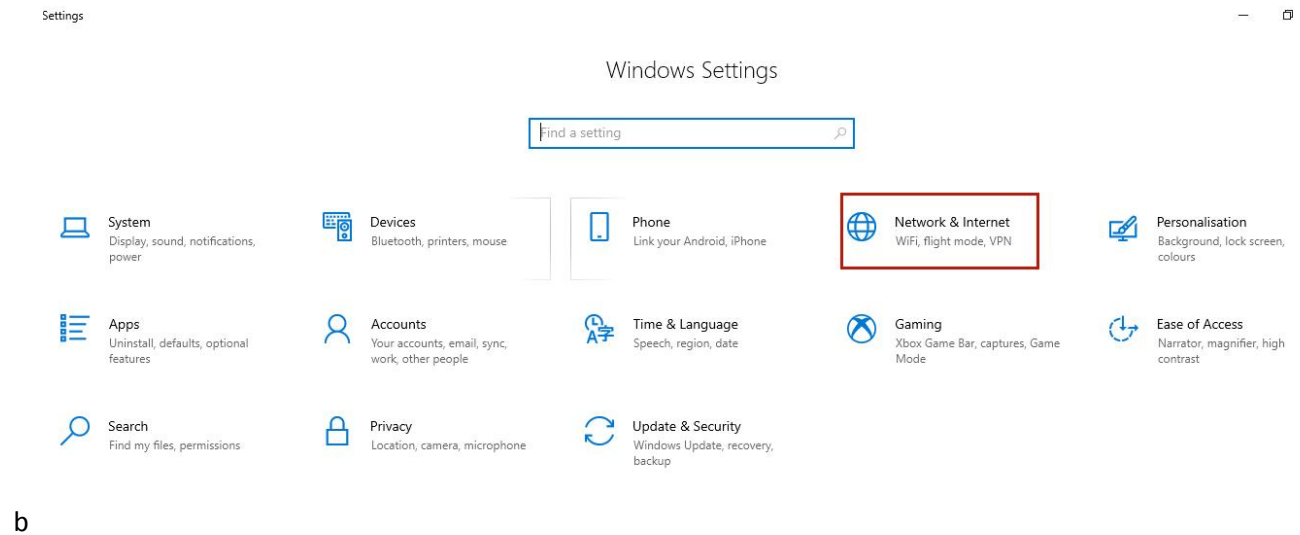 Settings
Windows Settings
Find a setting
System
Display, sound, notifications,
power
Devices
Bluetooth, printers, mouse
Phone
Link your Android, iPhone
Network & Internet
WiFi, flight mode, VPN
Personalisation
Background, lock screen,
colours
Apps
Uninstall, defaults, optional
features
Accounts
Your accounts, email, sync,
work, other people
Time & Language
Speech, region, date
Gaming
Xbox Game Bar, captures, Game
Mode
Ease of Access
Narrator, magnifier, high
contrast
Search
Find my files, permissions
Privacy
Location, camera, microphone
Update & Security
Windows Update, recovery,
backup
b